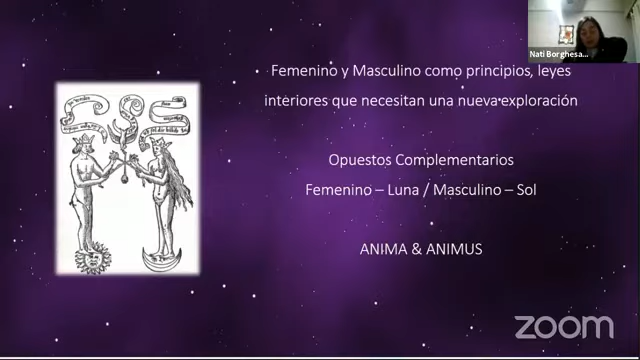 Nati Borghesa...
Femenino y Masculino como principios, leyes
interiores que necesitan una nueva exploración
Opuestos Complementarios
Femenino – Luna / Masculino – Sol
ANIMA & ANIMUS
zoom